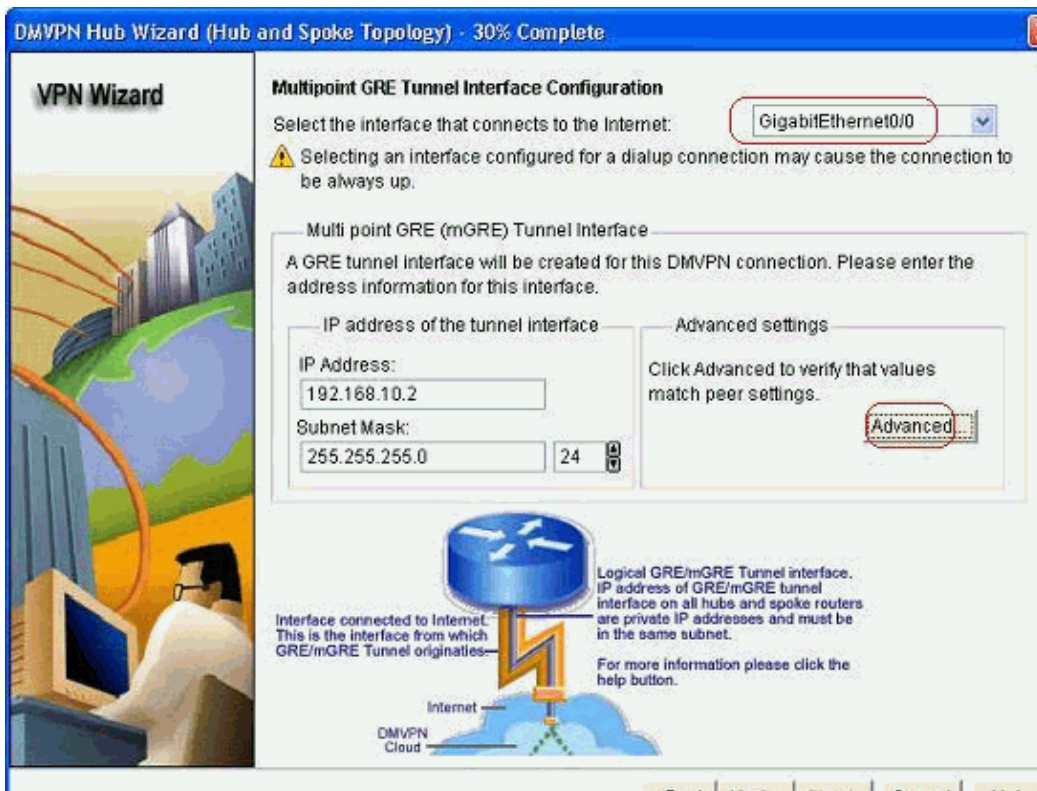 DMVPN Hub Wizard (Hub and Spoke Topology) - 30% Complete
VPN Wizard
Multipoint GRE Tunnel Interface Configuration
Select the interface that connects to the Internet:
GigabitEthernet0/0
Selecting an interface configured for a dialup connection may cause the connection to
be always up.
Multi point GRE (mGRE) Tunnel Interface
A GRE tunnel interface will be created for this DMVPN connection. Please enter the
address information for this interface.
IP address of the tunnel interface
IP Address:
192.168.10.2
Subnet Mask:
255.255.255.0
24
Advanced settings
Click Advanced to verify that values
match peer settings.
Advanced...
Interface connected to Internet.
This is the interface from which
GRE/mGRE Tunnel originaties
Logical GRE/mGRE Tunnel interface.
IP address of GRE/mGRE tunnel
interface on all hubs and spoke routers
are private IP addresses and must be
in the same subnet.
For more information please click the
help button.
Internet
DMVPN
Cloud